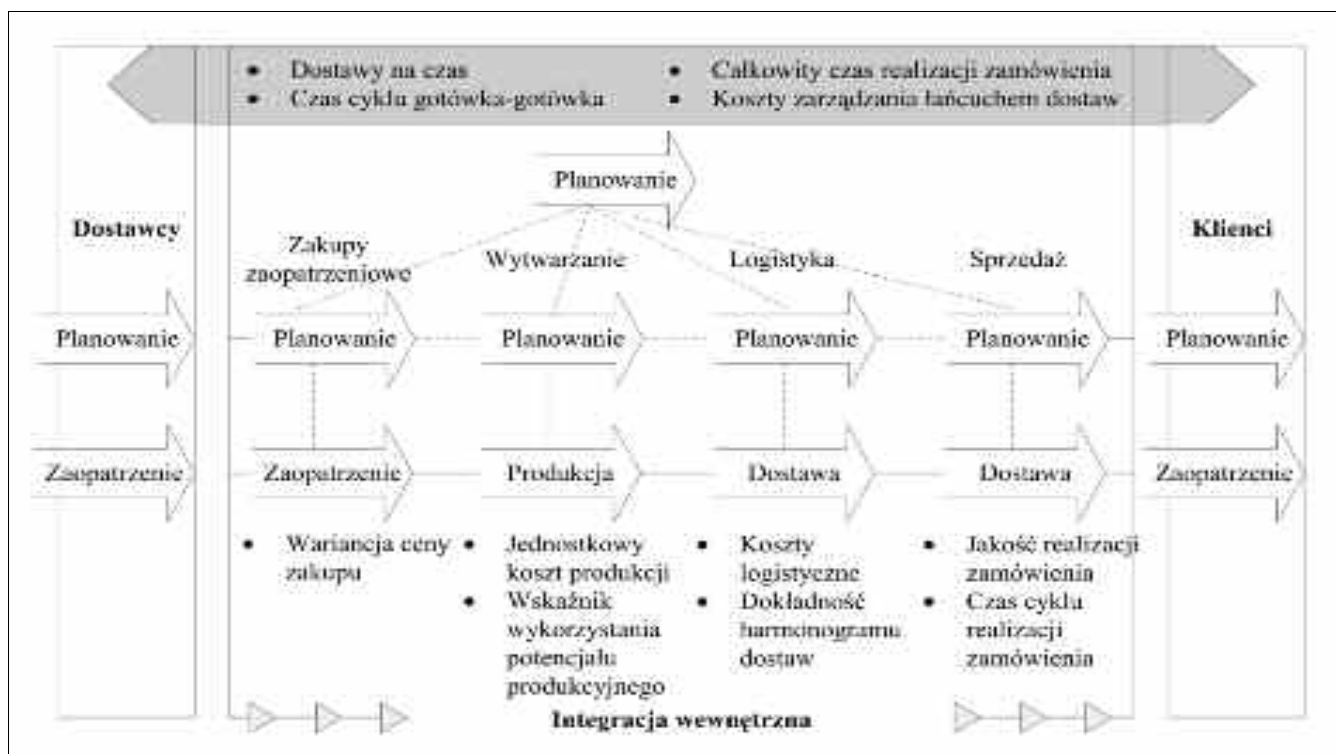 • Dostawy na czas
• Czas cyklu gotówka-gotówka
• Całkowity czas realizacji zamówienia
• Koszty zarządzania łańcuchem dostaw
Planowanie
Dostawcy
Klienci
Zakupy
zaopatrzeniowe
Wytwarzanie
Logistyka
Sprzedaż
Planowanie
Planowanie
Planowanie
Planowanie
Planowanie
Planowanie
Zaopatrzenie
Zaopatrzenie
Produkcja
Dostawa
Dostawa
Zaopatrzenie
• Wariancja ceny
zakupu
• Jednostkowy
koszt produkcji
• Wskaźnik
wykorzystania
potencjału
produkcyjnego
• Koszty
logistyczne
• Dokładność
harmonogramu
dostaw
• Jakość realizacji
zamówienia
• Czas cyklu
realizacji
zamówienia
Integracja wewnętrzna